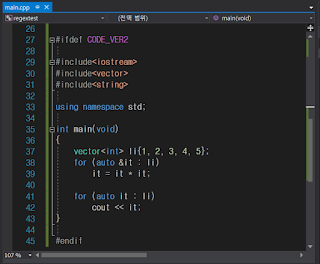 main.cpp
regextest
(전역 범위)
main(void)
26
27 #ifdef CODE_VER2
28
29 #include<iostream>
30 #include<vector>
31 #include<string>
32
33 using namespace std;
34
35 int main(void)
36 {
37 vector<int> li{1, 2, 3, 4, 5};
38 for (auto &it : li)
39 it = it * it;
40
41 for (auto it : li)
42 cout << it;
43 }
44
45 #endif
107 %